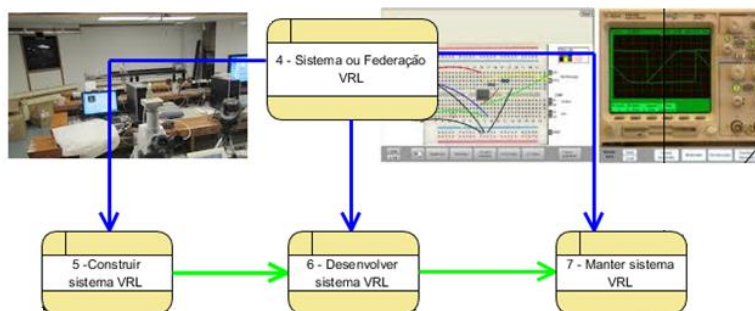 4 - Sistema ou Federação
VRL
5 -Construir
sistema VRL
6 - Desenvolver
sistema VRL
7 - Manter sistema
VRL